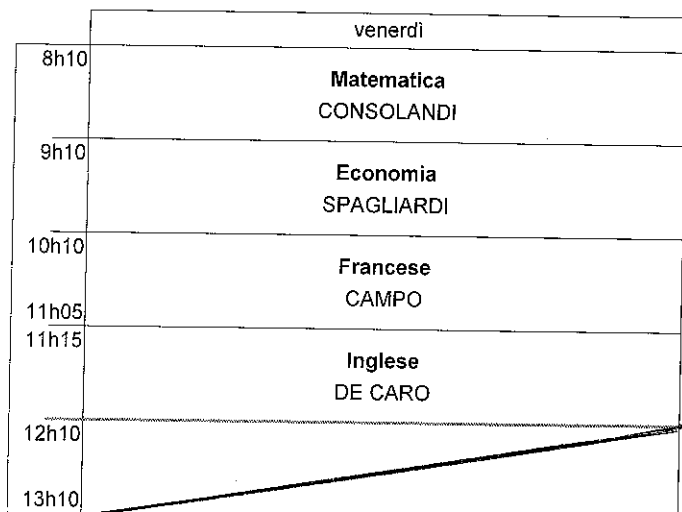 venerdì
8h10
Matematica
CONSOLANDI
9h10
Economia
SPAGLIARDI
10h10
Francese
CAMPO
11h05
11h15
Inglese
DE CARO
12h10
13h10